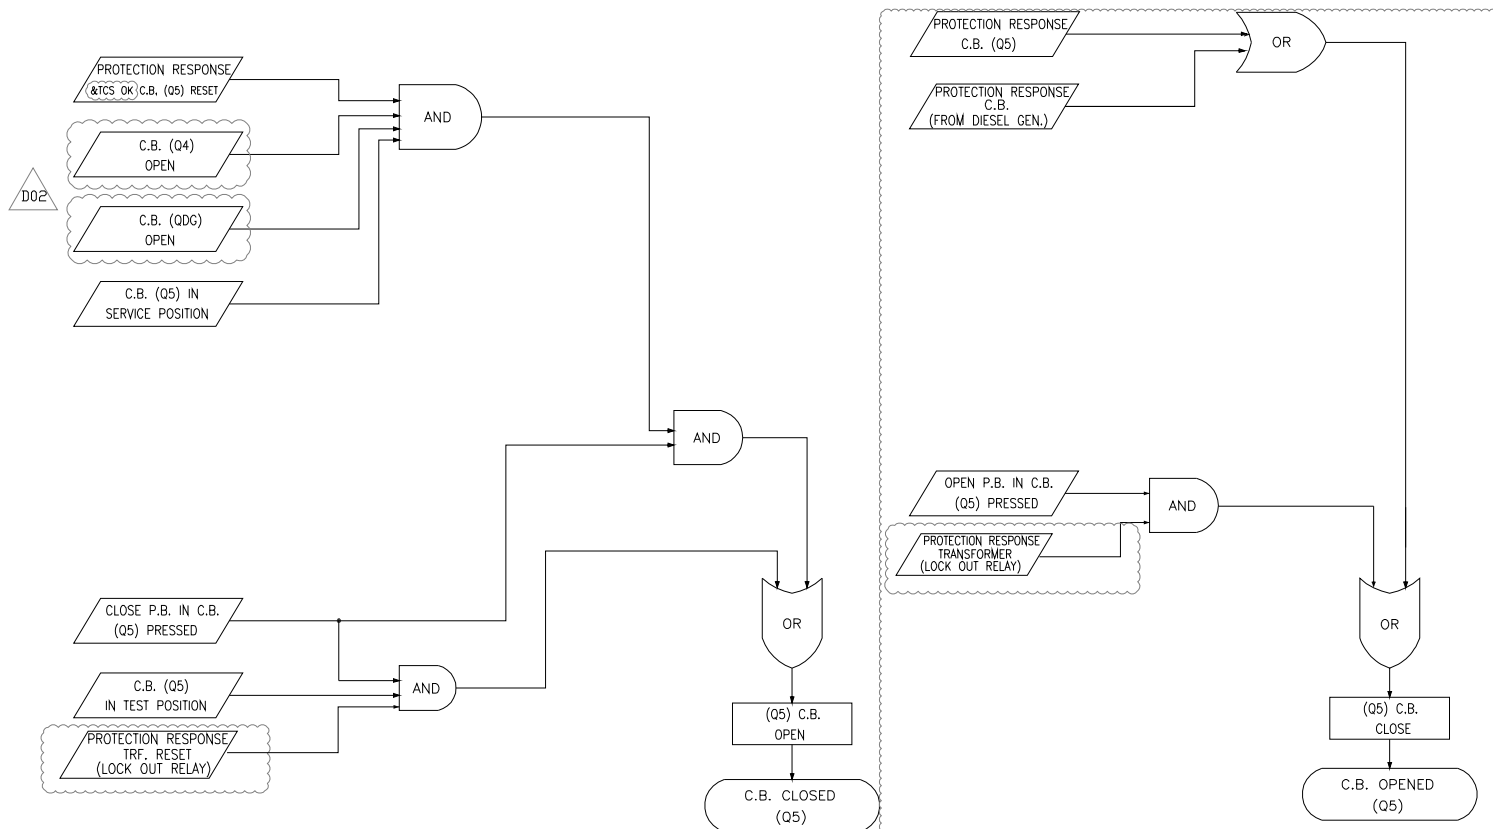 PROTECTION RESPONSE
&TCS OK C.B. (Q5) RESET
C.B. (Q4)
OPEN
D02
C.B. (QDG)
OPEN
C.B. (Q5) IN
SERVICE POSITION
AND
AND
CLOSE P.B. IN C.B.
(Q5) PRESSED
C.B. (Q5)
IN TEST POSITION
PROTECTION RESPONSE
TRF. RESET
(LOCK OUT RELAY)
AND
OR
(Q5) C.B.
OPEN
C.B. CLOSED
(Q5)
PROTECTION RESPONSE
C.B. (Q5)
PROTECTION RESPONSE
C.B.
(FROM DIESEL GEN.)
OR
OPEN P.B. IN C.B.
(Q5) PRESSED
PROTECTION RESPONSE
TRANSFORMER
(LOCK OUT RELAY)
AND
OR
(Q5) C.B.
CLOSE
C.B. OPENED
(Q5)